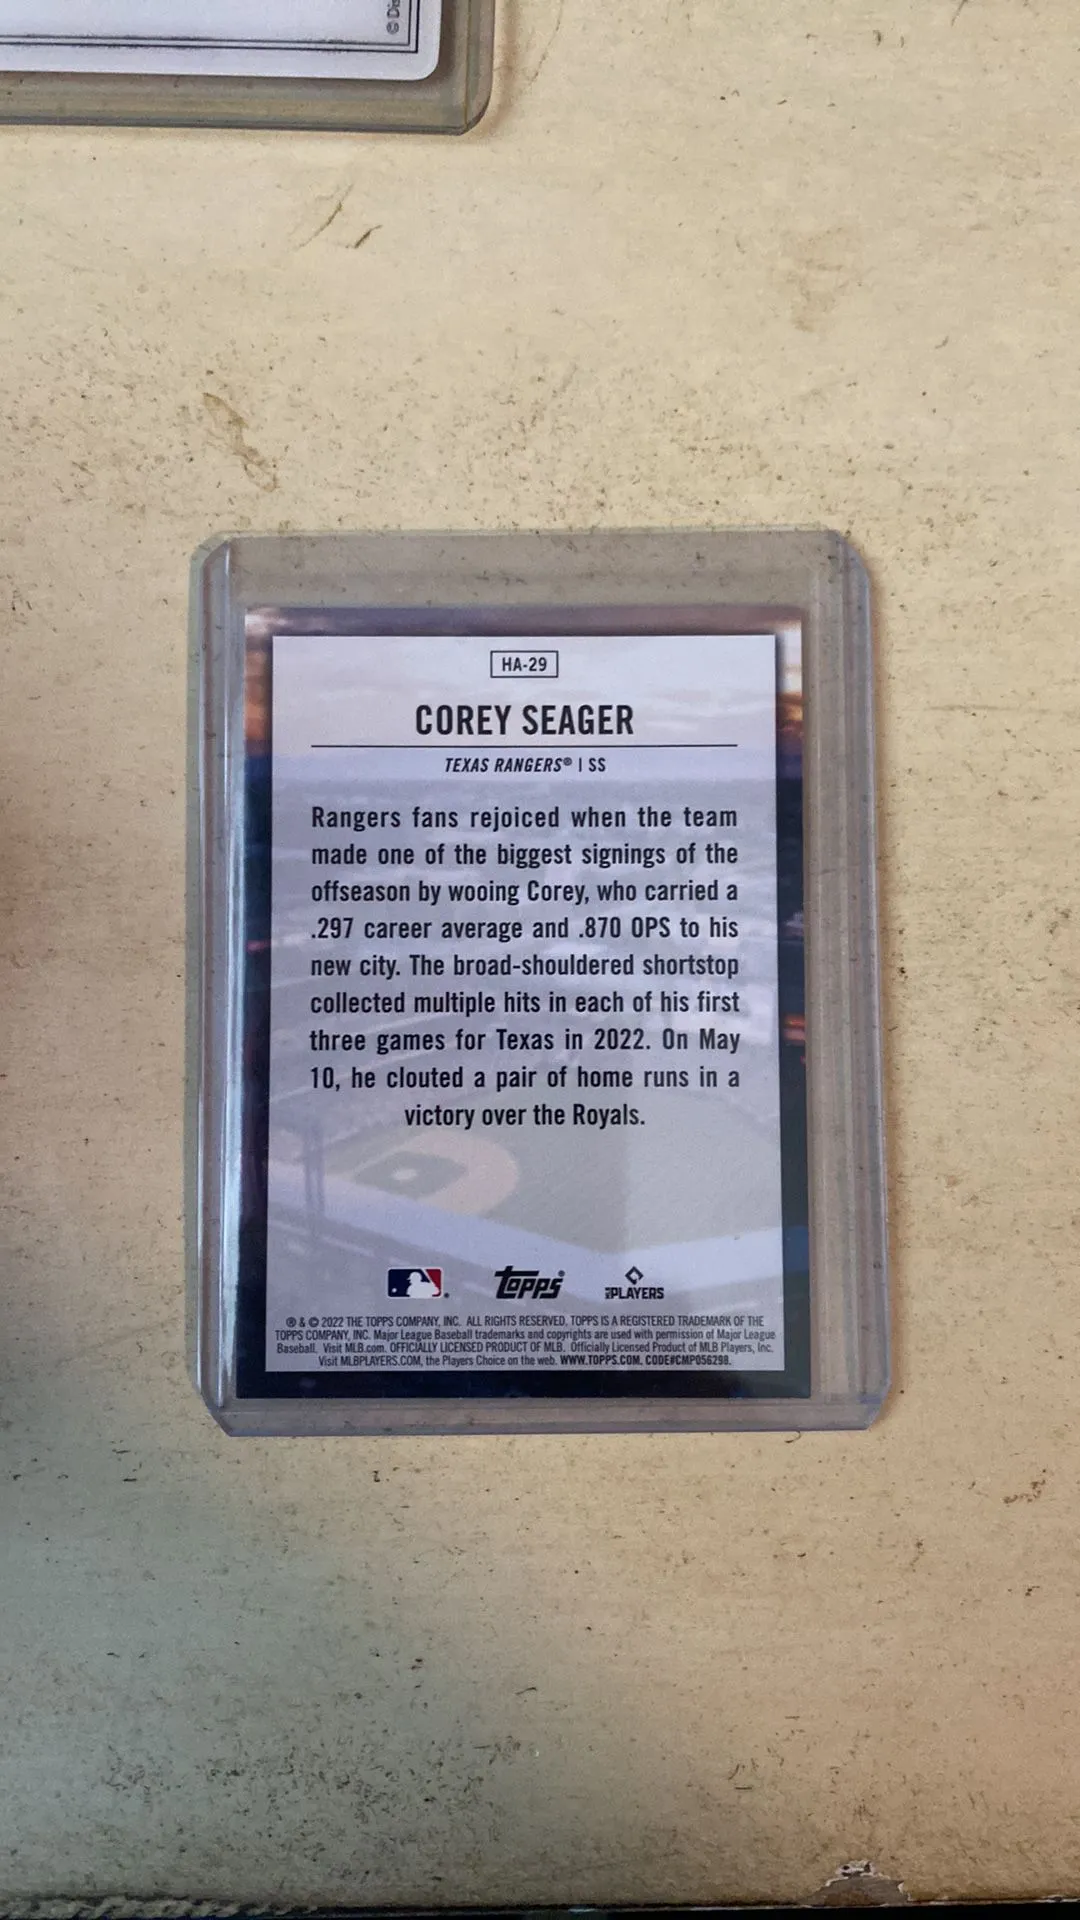 © Dis
HA-29
COREY SEAGER
TEXAS RANGERS® | SS
Rangers fans rejoiced when the team
made one of the biggest signings of the
offseason by wooing Corey, who carried a
.297 career average and .870 OPS to his
new city. The broad-shouldered shortstop
collected multiple hits in each of his first
three games for Texas in 2022. On May
10, he clouted a pair of home runs in a
victory over the Royals.
Topps
PLAYERS
® & © 2022 THE TOPPS COMPANY, INC. ALL RIGHTS RESERVED. TOPPS IS A REGISTERED TRADEMARK OF THE
TOPPS COMPANY, INC. Major League Baseball trademarks and copyrights are used with permission of Major League
Baseball. Visit MLB.com. OFFICIALLY LICENSED PRODUCT OF MLB. Officially Licensed Product of MLB Players, Inc.
Visit MLBPLAYERS.COM, the Players Choice on the web. WWW.TOPPS.COM. CODE#CMP056298.